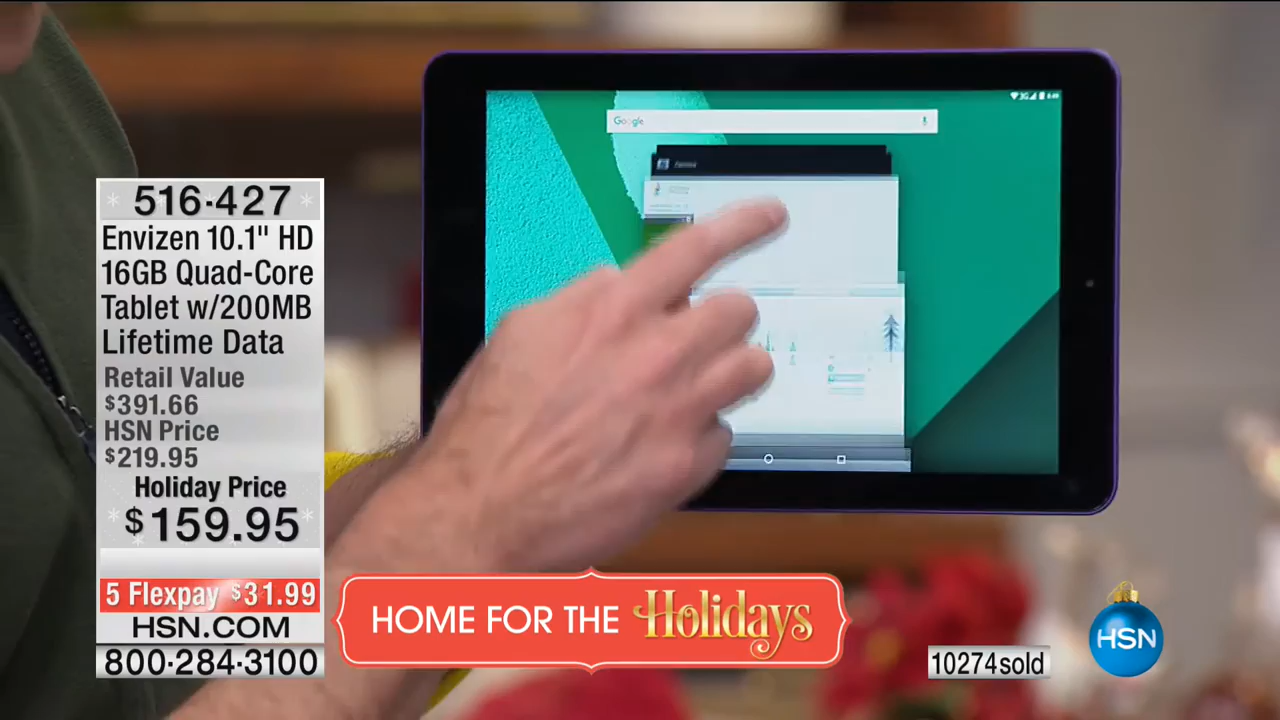 516-427
Envizen 10.1" HD
16GB Quad-Core
Tablet w/200MB
Lifetime Data
Retail Value
$391.66
HSN Price
$219.95
Holiday Price
$159.95
5 Flexpay $31.99
HSN.COM
800-284-3100
Google
HOME FOR THE Holidays
10274 sold
HSN